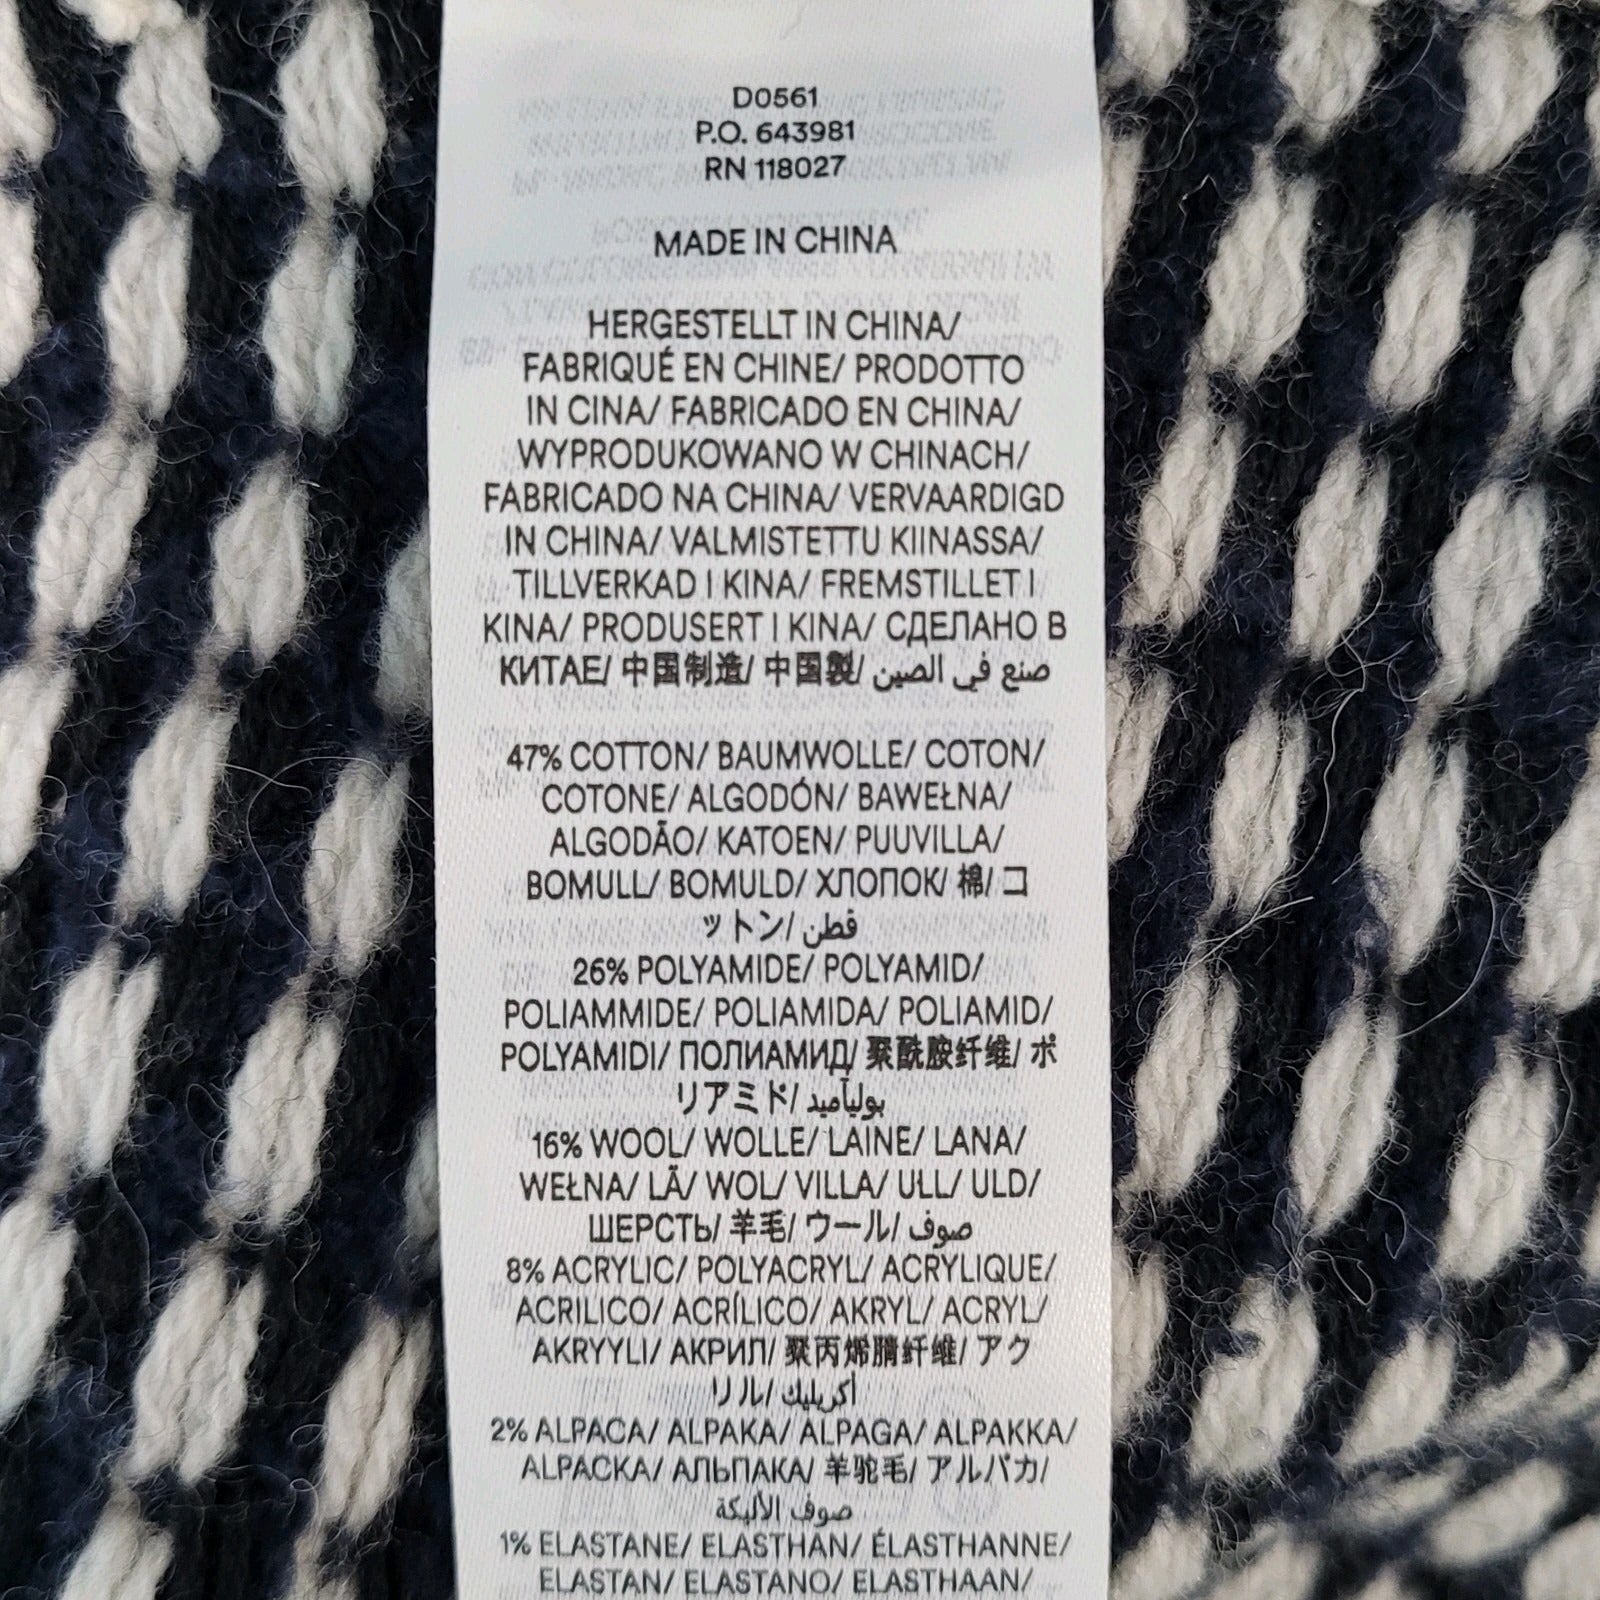 D0561
P.O. 643981
RN 118027
MADE IN CHINA
HERGESTELLT IN CHINA/
FABRIQUÉ EN CHINE/ PRODOTTO
IN CINA/ FABRICADO EN CHINA/
WYPRODUKOWANO W CHINACH/
FABRICADO NA CHINA/ VERVAARDIGD
IN CHINA/ VALMISTETTU KIINASSA/
TILLVERKAD I KINA/ FREMSTILLET I
KINA/ PRODUSERT I KINA/ СДЕЛАНО В
КИТАЕ/ 中国制造/ 中国製/ صنع في الصين
47% COTTON/ BAUMWOLLE/ COTON/
COTONE/ ALGODÓN/ BAWEŁNA/
ALGODÃO/ KATOEN/ PUUVILLA/
BOMULL/ BOMULD/ ХЛОПОК/ 棉/ コ
ットン/ قطن
26% POLYAMIDE/ POLYAMID/
POLIAMMIDE/ POLIAMIDA/ POLIAMID/
POLYAMIDI/ ПОЛИАМИД/ 聚酰胺纤维/ ポ
リアミド/ بوليأميد
16% WOOL/ WOLLE/ LAINE/ LANA/
WEŁNA/ LÃ/ WOL/ VILLA/ ULL/ ULD/
ШЕРСТЬ/ 羊毛/ ウール/ صوف
8% ACRYLIC/ POLYACRYL/ ACRYLIQUE/
ACRILICO/ ACRÍLICO/ AKRYL/ ACRYL/
AKRYYLI/ АКРИЛ/ 聚丙烯腈纤维/ アク
リル/ أكريليك
2% ALPACA/ ALPAKA/ ALPAGA/ ALPAKKA/
ALPACKA/ АЛЬПАКА/ 羊驼毛/ アルパカ/
صوف الألبكة
1% ELASTANE/ ELASTHAN/ ÉLASTHANNE/
ELASTAN/ ELASTANO/ ELASTHAAN/